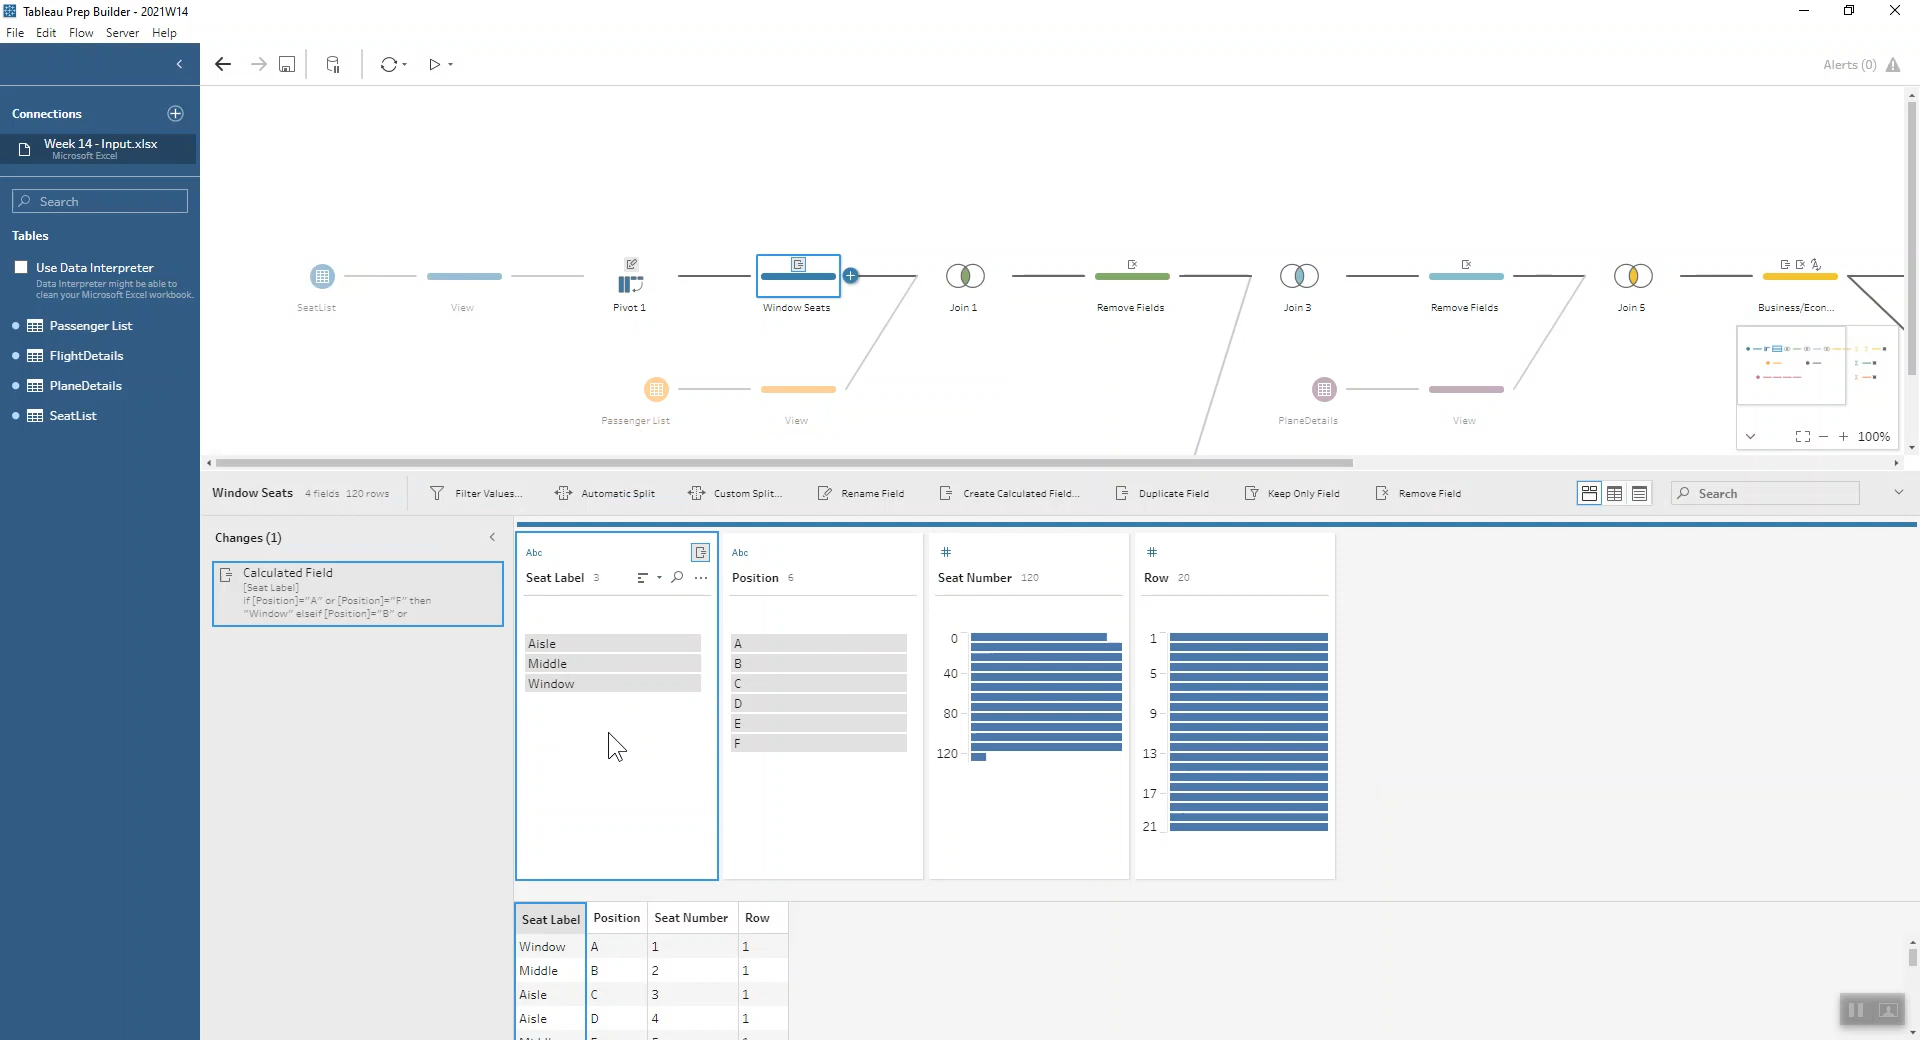 Tableau Prep Builder - 2021W14
File Edit Flow Server Help
Alerts (0)
Connections
Week 14 - Input.xlsx
Microsoft Excel
Search
Tables
Use Data Interpreter
Data Interpreter might be able to
clean your Microsoft Excel workbook.
Passenger List
FlightDetails
PlaneDetails
SeatList
SeatList View Pivot 1 Window Seats Join 1 Remove Fields Join 3 Remove Fields Join 5 Business/Econ...
Passenger List View PlaneDetails View
100%
Window Seats 4 fields 120 rows Filter Values... Automatic Split Custom Split... Rename Field Create Calculated Field... Duplicate Field Keep Only Field Remove Field Search
Changes (1)
Calculated Field
[Seat Label]
if [Position]="A" or [Position]="F" then
"Window" elseif [Position]="B" or
Abc
Seat Label 3
Aisle
Middle
Window
Abc
Position 6
A
B
C
D
E
F
#
Seat Number 120
0
40
80
120
#
Row 20
1
5
9
13
17
21
Seat Label Position Seat Number Row
Window A 1 1
Middle B 2 1
Aisle C 3 1
Aisle D 4 1